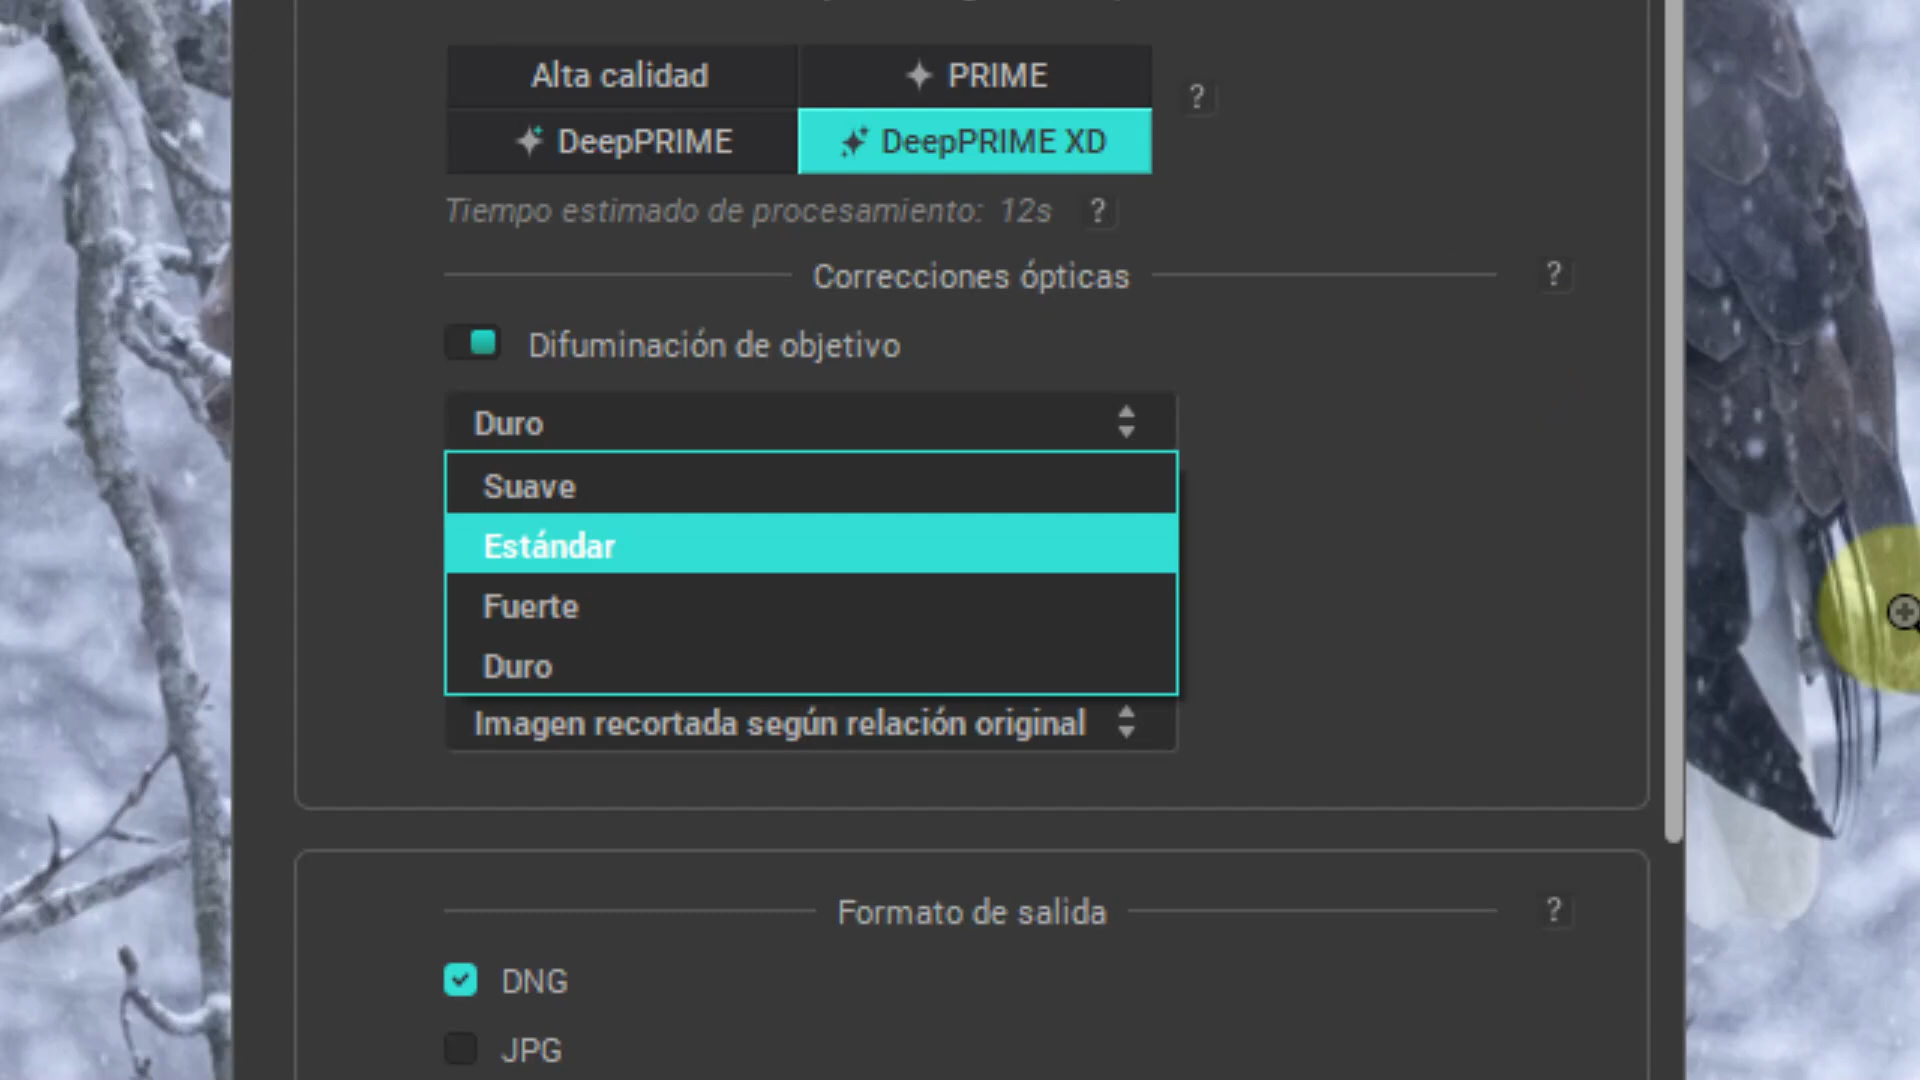 Alta calidad
PRIME
?
DeepPRIME
DeepPRIME XD
Tiempo estimado de procesamiento: 12s ?
Correcciones ópticas ?
Difuminación de objetivo
Duro
Suave
Estándar
Fuerte
Duro
Imagen recortada según relación original
Formato de salida ?
DNG
JPG